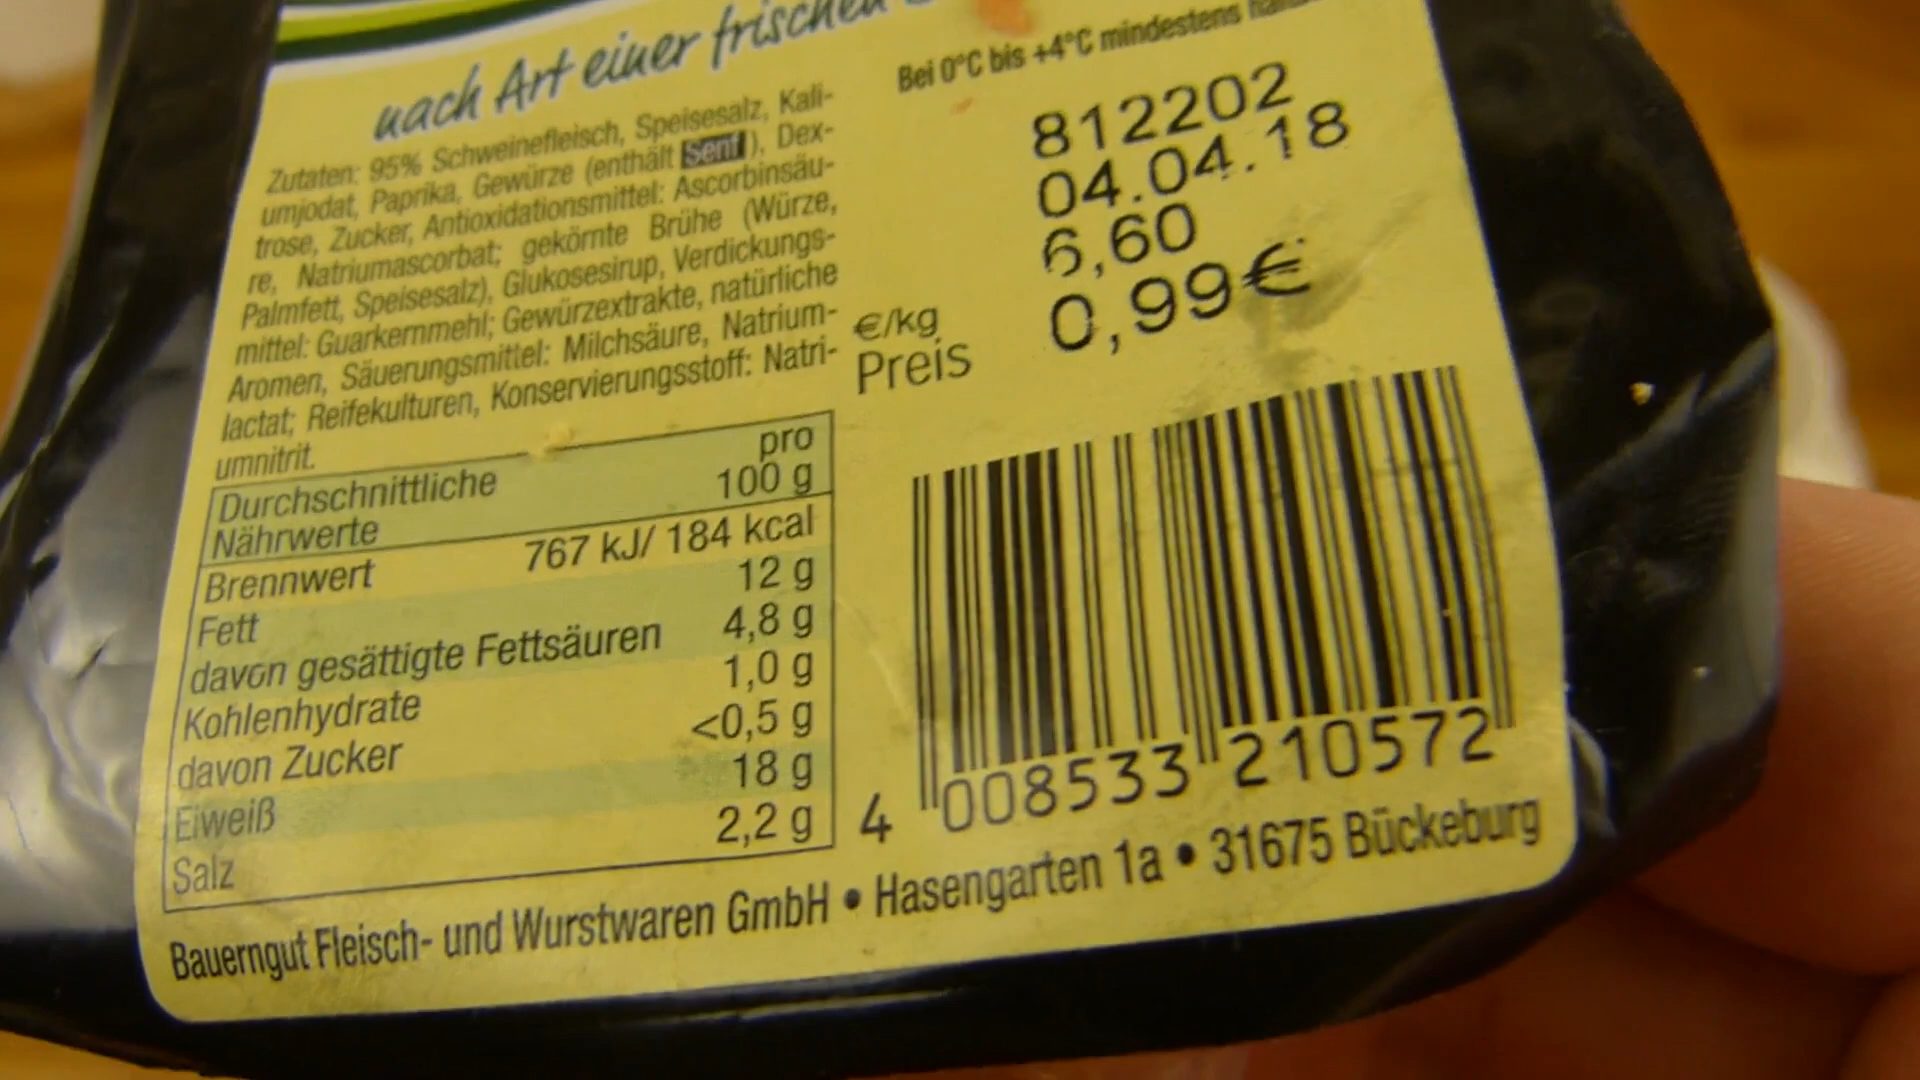 nach Art einer frischen
Zutaten: 95% Schweinefleisch, Speisesalz, Kali-
umjodat, Paprika, Gewürze (enthält Senf), Dex-
trose, Zucker, Antioxidationsmittel: Ascorbinsäu-
re, Natriumascorbat; gekörnte Brühe (Würze,
Palmfett, Speisesalz), Glukosesirup, Verdickungs-
mittel: Guarkernmehl; Gewürzextrakte, natürliche
Aromen, Säuerungsmittel: Milchsäure, Natrium-
lactat; Reifekulturen, Konservierungsstoff: Natri-
umnitrit.
Bei 0°C bis +4°C mindestens
812202
04.04.18
6,60
€/kg
0,99€
Preis
Durchschnittliche pro
Nährwerte 100 g
Brennwert 767 kJ/ 184 kcal
Fett 12 g
davon gesättigte Fettsäuren 4,8 g
Kohlenhydrate 1,0 g
davon Zucker <0,5 g
Eiweiß 18 g
Salz 2,2 g
4 008533 210572
Bauerngut Fleisch- und Wurstwaren GmbH • Hasengarten 1a • 31675 Bückeburg